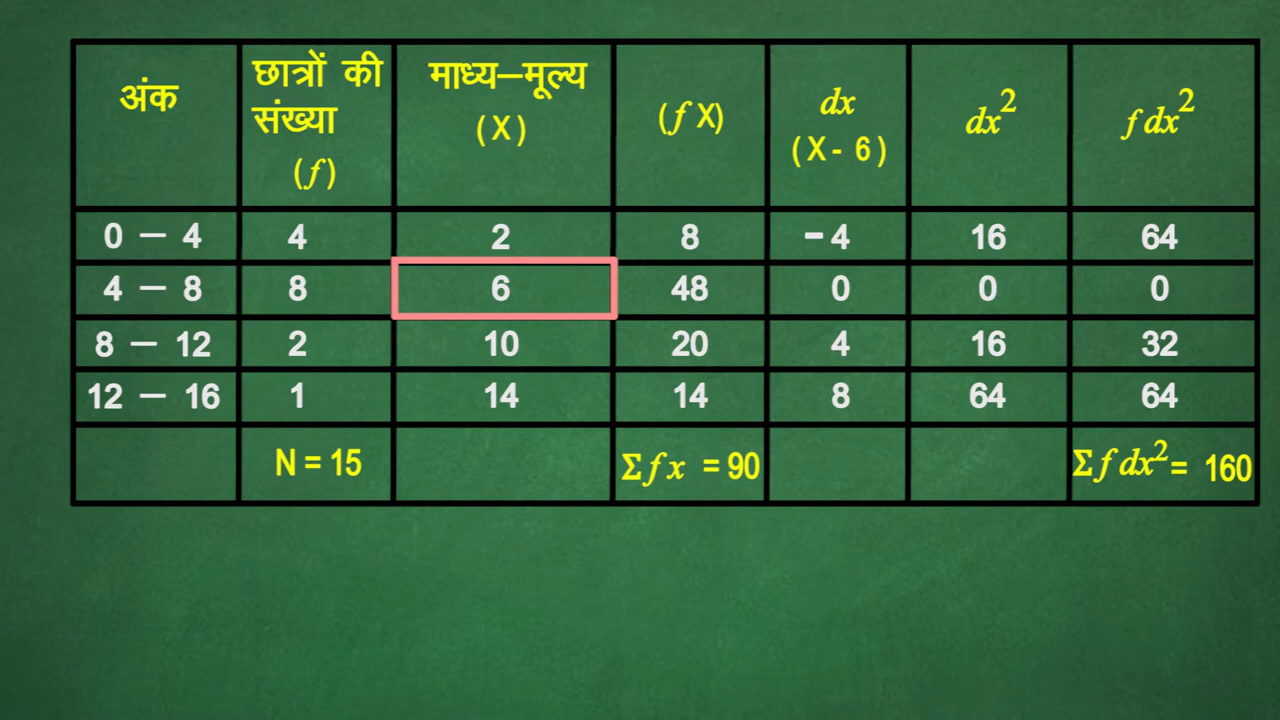 अंक छात्रों की संख्या (f) माध्य–मूल्य (X) (f X) dx (X - 6) dx² f dx²
0 – 4 4 2 8 -4 16 64
4 – 8 8 6 48 0 0 0
8 – 12 2 10 20 4 16 32
12 – 16 1 14 14 8 64 64
N = 15 Σfx = 90 Σfdx² = 160